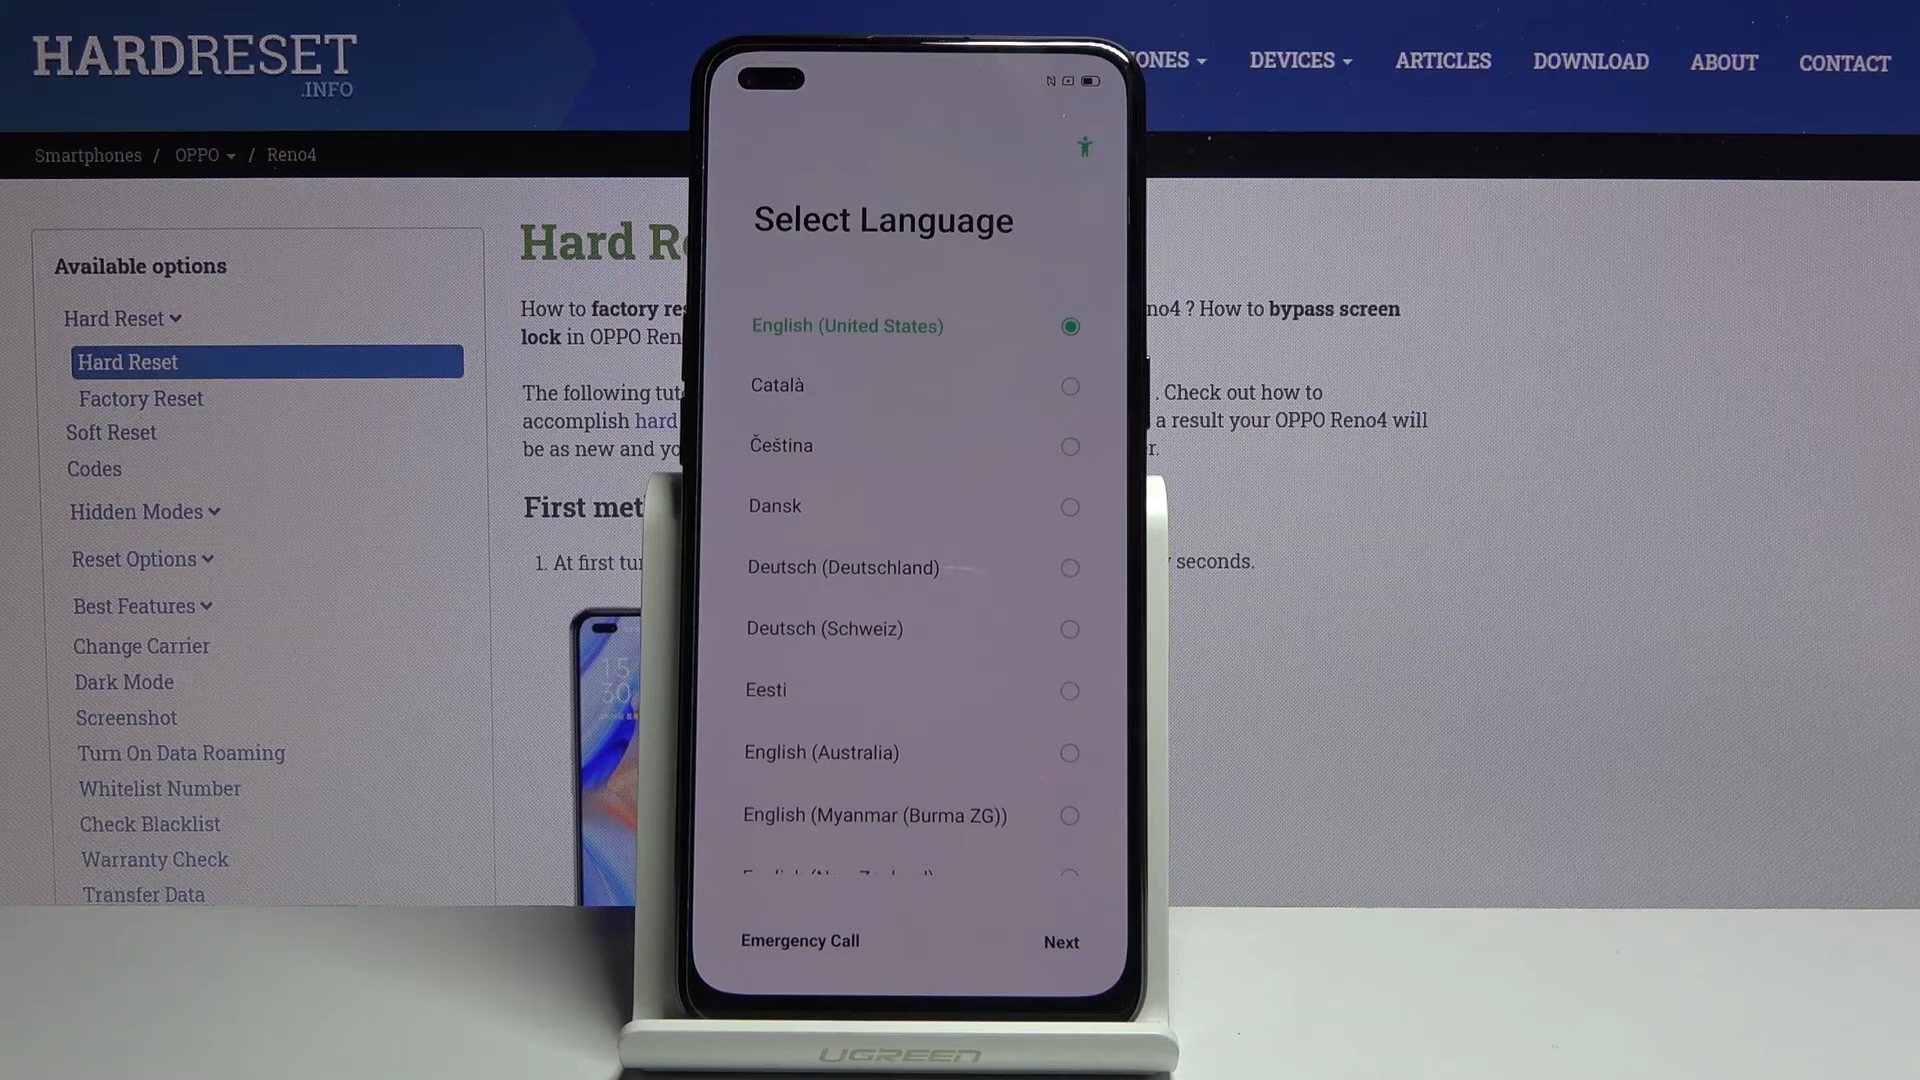 HARDRESET
.INFO
ONES
DEVICES
ARTICLES
DOWNLOAD
ABOUT
CONTACT
Smartphones / OPPO / Reno4
Available options
Hard Reset
Hard Reset
Factory Reset
Soft Reset
Codes
Hidden Modes
Reset Options
Best Features
Change Carrier
Dark Mode
Screenshot
Turn On Data Roaming
Whitelist Number
Check Blacklist
Warranty Check
Transfer Data
Hard R
How to factory res
no4 ? How to bypass screen
lock in OPPO Ren
The following tut
. Check out how to
accomplish hard
a result your OPPO Reno4 will
be as new and yo
r.
First met
1. At first tu
seconds.
15
30
Select Language
English (United States)
Català
Čeština
Dansk
Deutsch (Deutschland)
Deutsch (Schweiz)
Eesti
English (Australia)
English (Myanmar (Burma ZG))
Emergency Call
Next
UGREEN